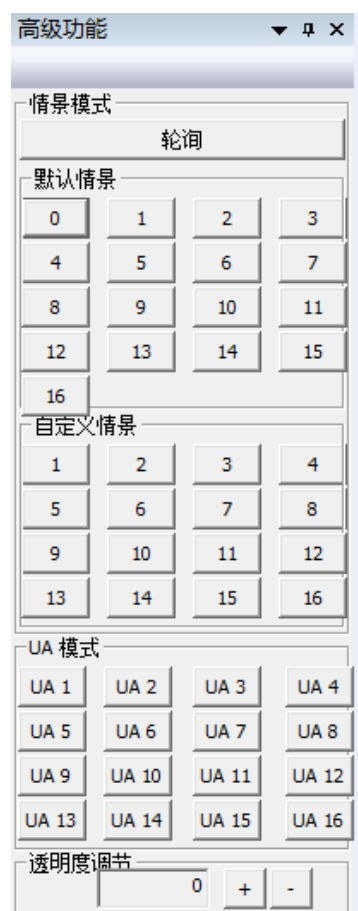 高级功能
情景模式
轮询
默认情景
0 1 2 3
4 5 6 7
8 9 10 11
12 13 14 15
16
自定义情景
1 2 3 4
5 6 7 8
9 10 11 12
13 14 15 16
UA 模式
UA 1 UA 2 UA 3 UA 4
UA 5 UA 6 UA 7 UA 8
UA 9 UA 10 UA 11 UA 12
UA 13 UA 14 UA 15 UA 16
透明度调节
0 + -